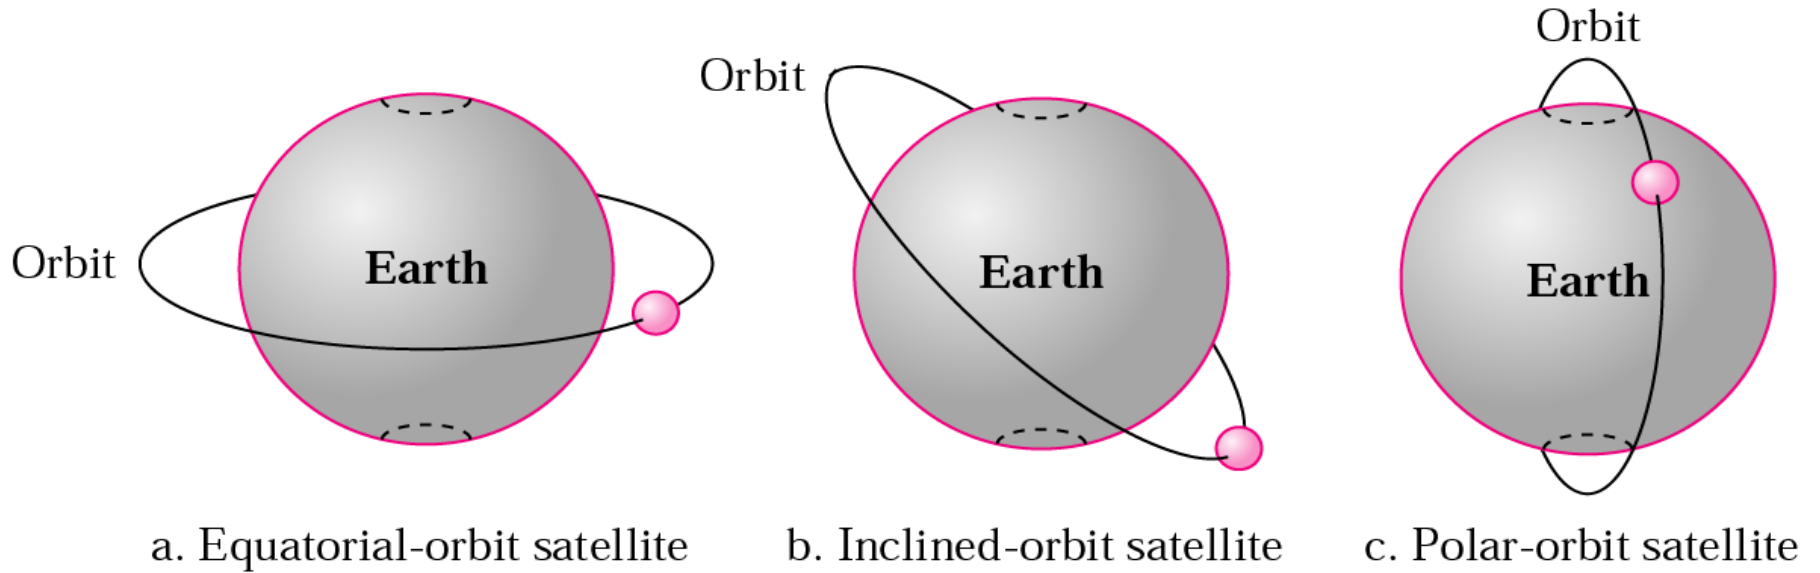 Orbit
Earth
a. Equatorial-orbit satellite
Orbit
Earth
b. Inclined-orbit satellite
Orbit
Earth
c. Polar-orbit satellite